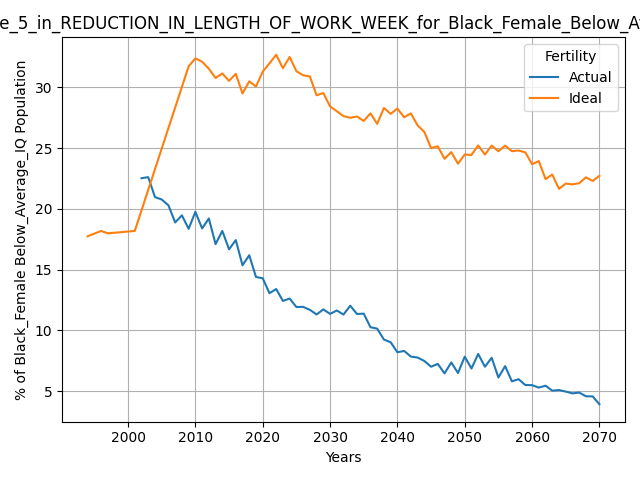 e_5_in_REDUCTION_IN_LENGTH_OF_WORK_WEEK_for_Black_Female_Below_A
Fertility
Actual
Ideal
% of Black_Female Below_Average_IQ Population
30
25
20
15
10
5
2000 2010 2020 2030 2040 2050 2060 2070
Years